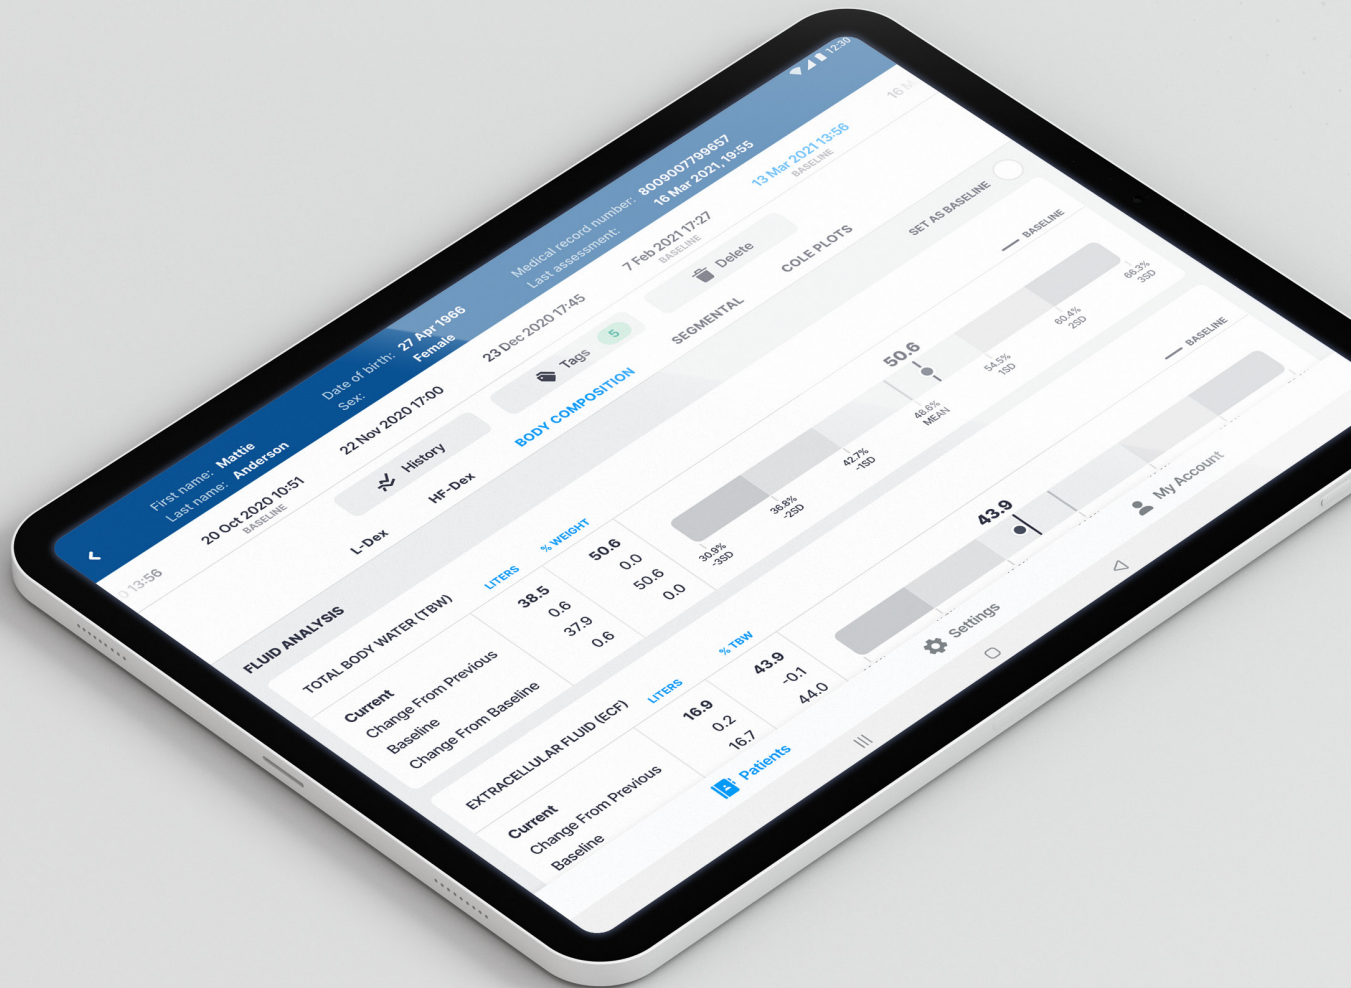 12:30
First name: Mattie
Last name: Anderson
Date of birth: 27 Apr 1966
Sex: Female
Medical record number: 8009007799657
Last assessment: 16 Mar 2021, 19:55
13:56
20 Oct 2020 10:51
BASELINE
22 Nov 2020 17:00
23 Dec 2020 17:45
7 Feb 2021 17:27
BASELINE
13 Mar 2021 13:56
BASELINE
16
History
Tags 5
Delete
L-Dex
HF-Dex
BODY COMPOSITION
SEGMENTAL
COLE PLOTS
FLUID ANALYSIS
SET AS BASELINE
TOTAL BODY WATER (TBW)
LITERS
% WEIGHT
BASELINE
Current 38.5 50.6
Change From Previous 0.6 0.0
Baseline 37.9 50.6
Change From Baseline 0.6 0.0
50.6
30.9%
-3SD
36.8%
-2SD
42.7%
-1SD
48.6%
MEAN
54.5%
1SD
60.4%
2SD
66.3%
3SD
EXTRACELLULAR FLUID (ECF)
LITERS
% TBW
BASELINE
Current 16.9 43.9
Change From Previous 0.2 -0.1
Baseline 16.7 44.0
43.9
Patients
Settings
My Account